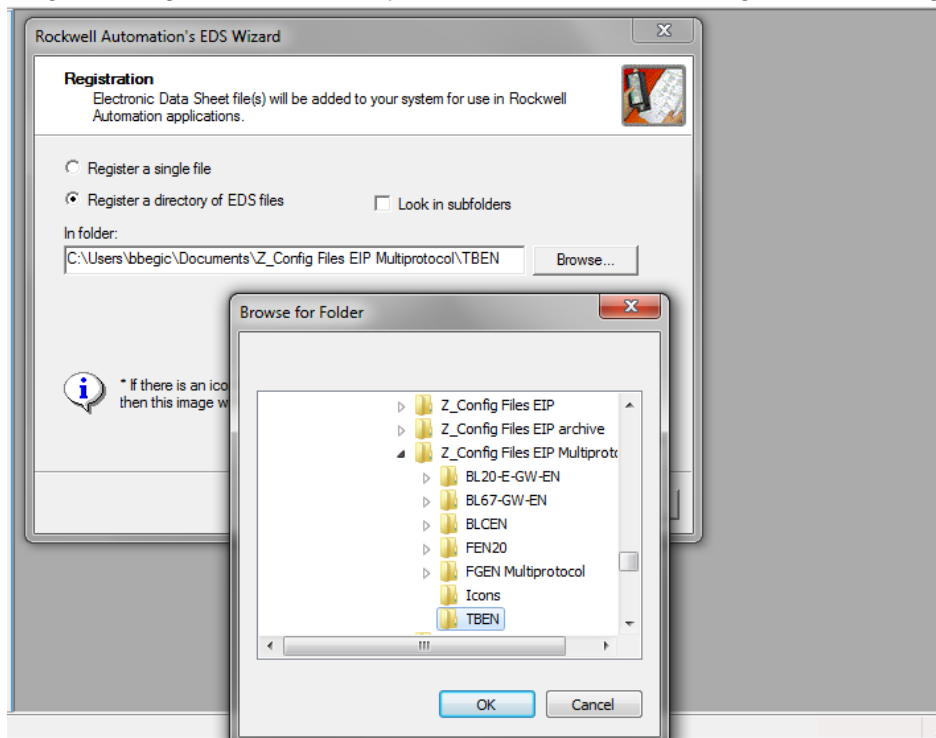 Rockwell Automation's EDS Wizard
Registration
Electronic Data Sheet file(s) will be added to your system for use in Rockwell
Automation applications.
Register a single file
Register a directory of EDS files
Look in subfolders
In folder:
C:\Users\bbegic\Documents\Z_Config Files EIP Multiprotocol\TBEN
Browse...
Browse for Folder
* If there is an ico
then this image w
Z_Config Files EIP
Z_Config Files EIP archive
Z_Config Files EIP Multiproto
BL20-E-GW-EN
BL67-GW-EN
BLCEN
FEN20
FGEN Multiprotocol
Icons
TBEN
OK
Cancel